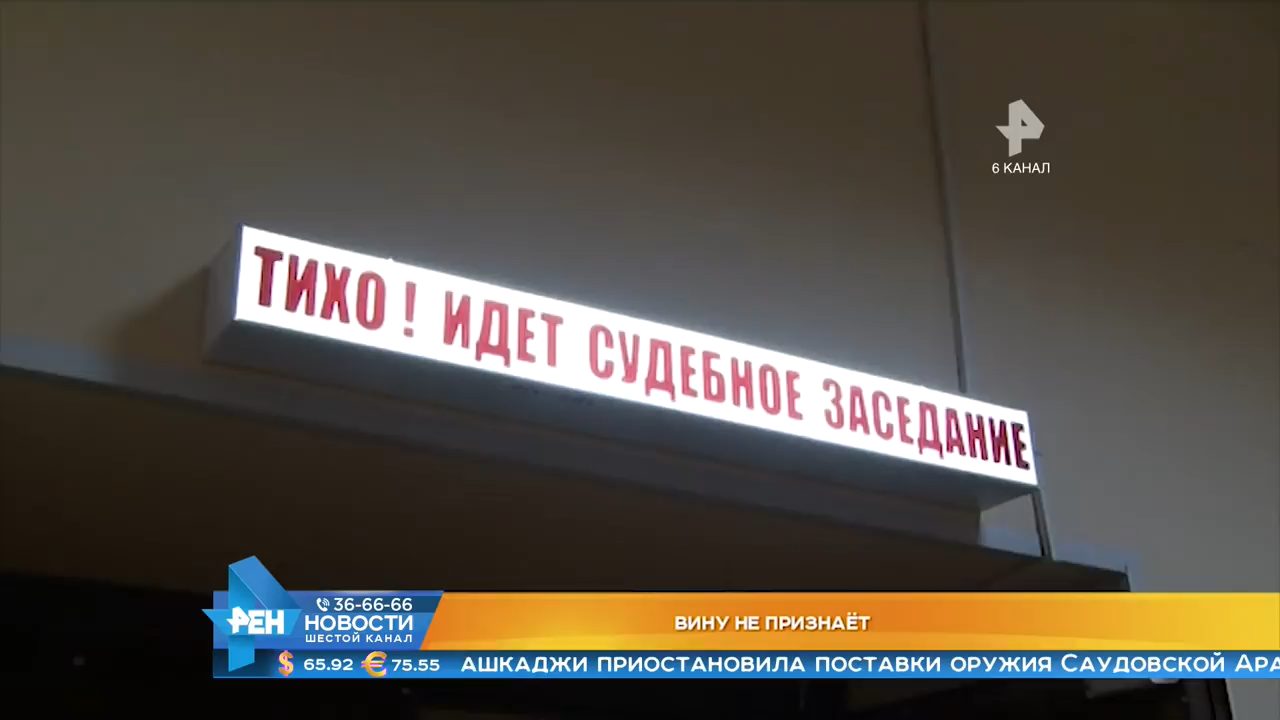 6 КАНАЛ
ТИХО! ИДЕТ СУДЕБНОЕ ЗАСЕДАНИЕ
36-66-66
РЕН НОВОСТИ
ШЕСТОЙ КАНАЛ
ВИНУ НЕ ПРИЗНАЁТ
$ 65.92 € 75.55 АШКАДЖИ ПРИОСТАНОВИЛА ПОСТАВКИ ОРУЖИЯ САУДОВСКОЙ АРА